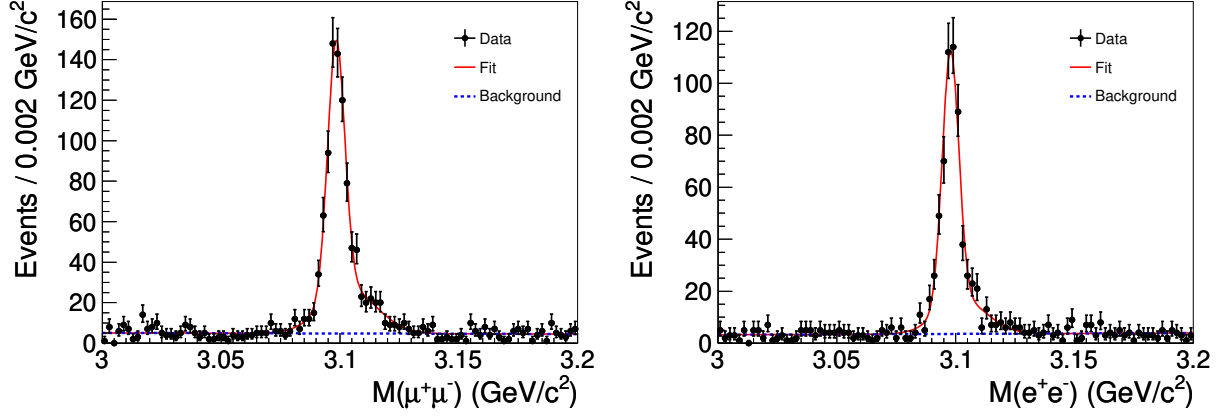 Events / 0.002 GeV/c²
160
140
120
100
80
60
40
20
0
3
3.05
3.1
3.15
3.2
M(μ⁺μ⁻) (GeV/c²)
Data
Fit
Background
Events / 0.002 GeV/c²
120
100
80
60
40
20
0
3
3.05
3.1
3.15
3.2
M(e⁺e⁻) (GeV/c²)
Data
Fit
Background